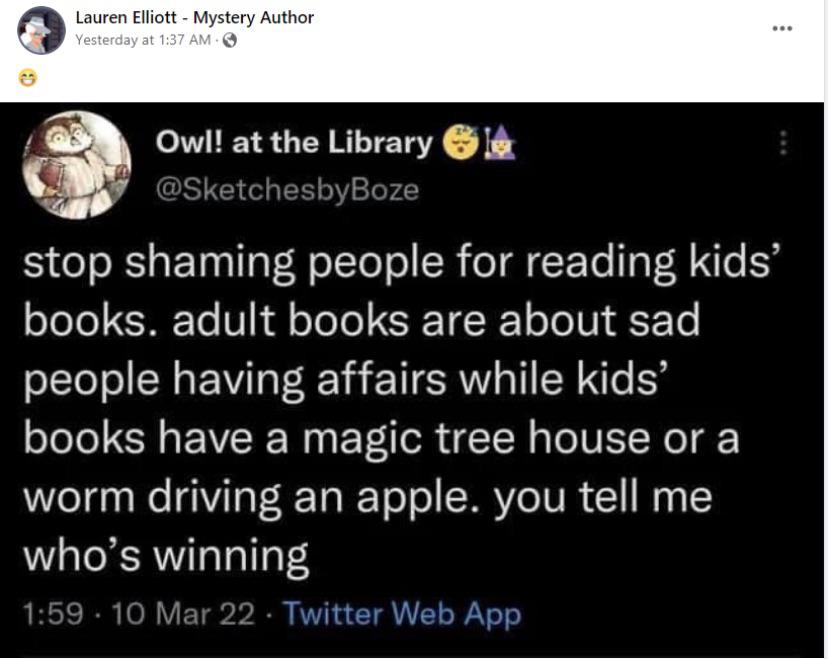 Lauren Elliott - Mystery Author
Yesterday at 1:37 AM ·
Owl! at the Library
@SketchesbyBoze
stop shaming people for reading kids’
books. adult books are about sad
people having affairs while kids’
books have a magic tree house or a
worm driving an apple. you tell me
who’s winning
1:59 · 10 Mar 22 · Twitter Web App